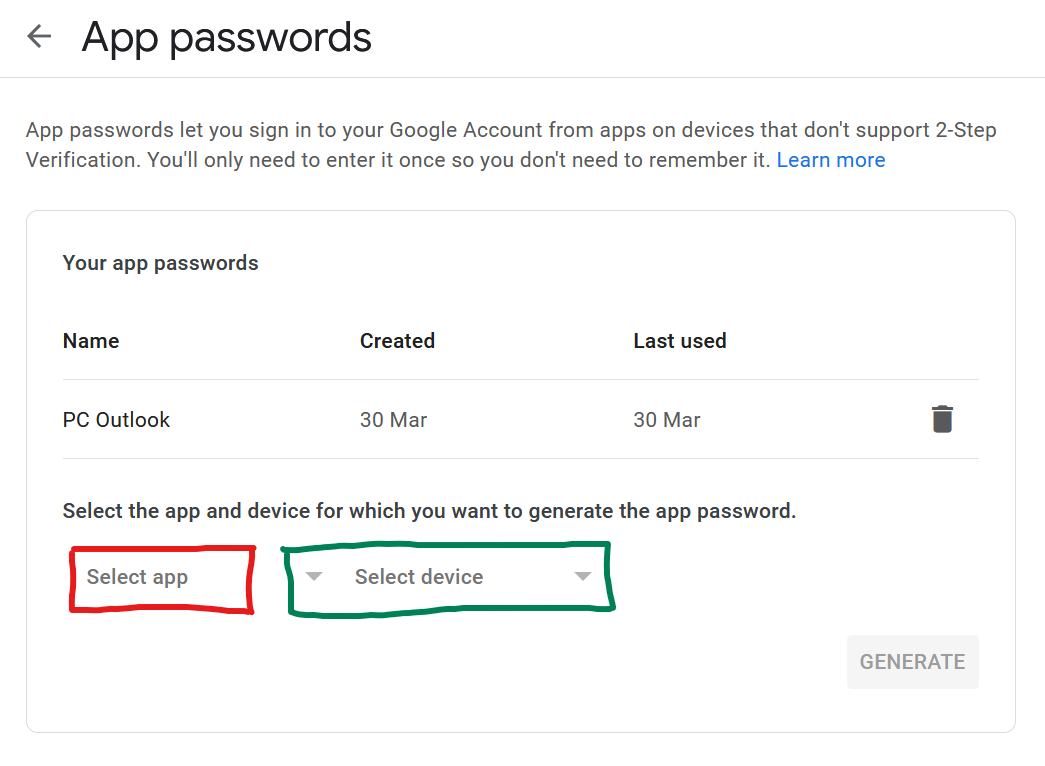 App passwords
App passwords let you sign in to your Google Account from apps on devices that don't support 2-Step
Verification. You'll only need to enter it once so you don't need to remember it. Learn more
Your app passwords
Name Created Last used
PC Outlook 30 Mar 30 Mar
Select the app and device for which you want to generate the app password.
Select app Select device
GENERATE